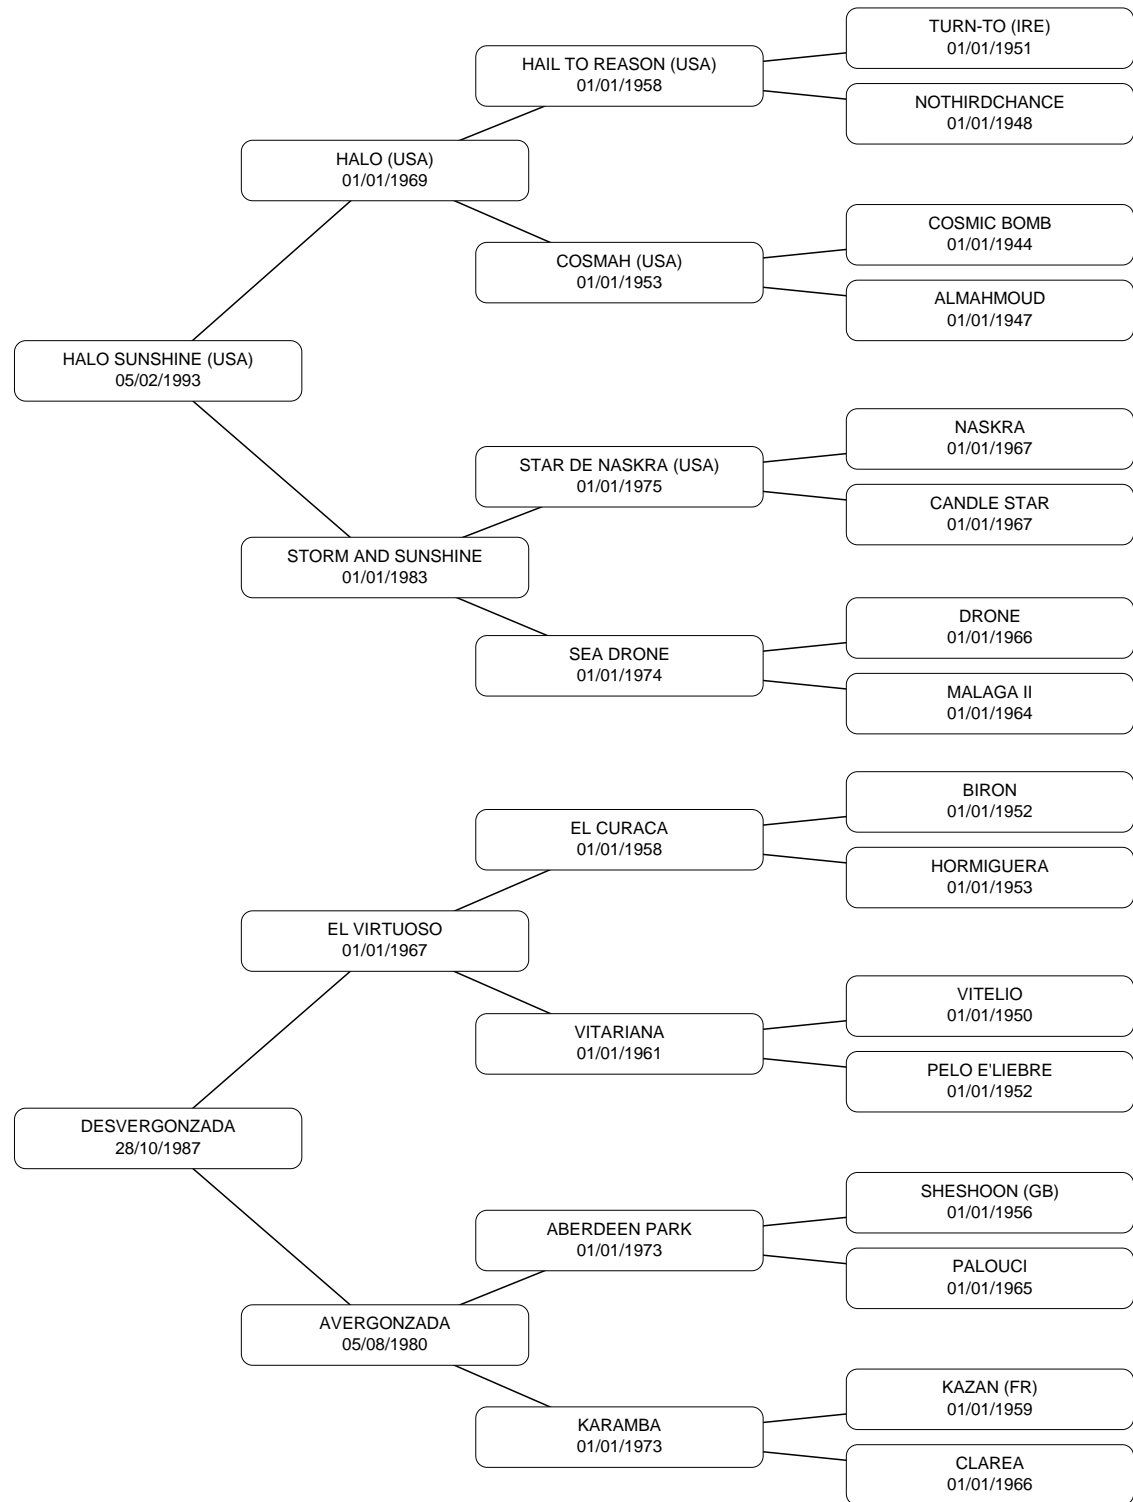 TURN-TO (IRE)
01/01/1951
HAIL TO REASON (USA)
01/01/1958
NOTHIRDCHANCE
01/01/1948
HALO (USA)
01/01/1969
COSMIC BOMB
01/01/1944
COSMAH (USA)
01/01/1953
ALMAHMOUD
01/01/1947
HALO SUNSHINE (USA)
05/02/1993
NASKRA
01/01/1967
STAR DE NASKRA (USA)
01/01/1975
CANDLE STAR
01/01/1967
STORM AND SUNSHINE
01/01/1983
DRONE
01/01/1966
SEA DRONE
01/01/1974
MALAGA II
01/01/1964
BIRON
01/01/1952
EL CURACA
01/01/1958
HORMIGUERA
01/01/1953
EL VIRTUOSO
01/01/1967
VITELIO
01/01/1950
VITARIANA
01/01/1961
PELO E'LIEBRE
01/01/1952
DESVERGONZADA
28/10/1987
SHESHOON (GB)
01/01/1956
ABERDEEN PARK
01/01/1973
PALOUCI
01/01/1965
AVERGONZADA
05/08/1980
KAZAN (FR)
01/01/1959
KARAMBA
01/01/1973
CLAREA
01/01/1966